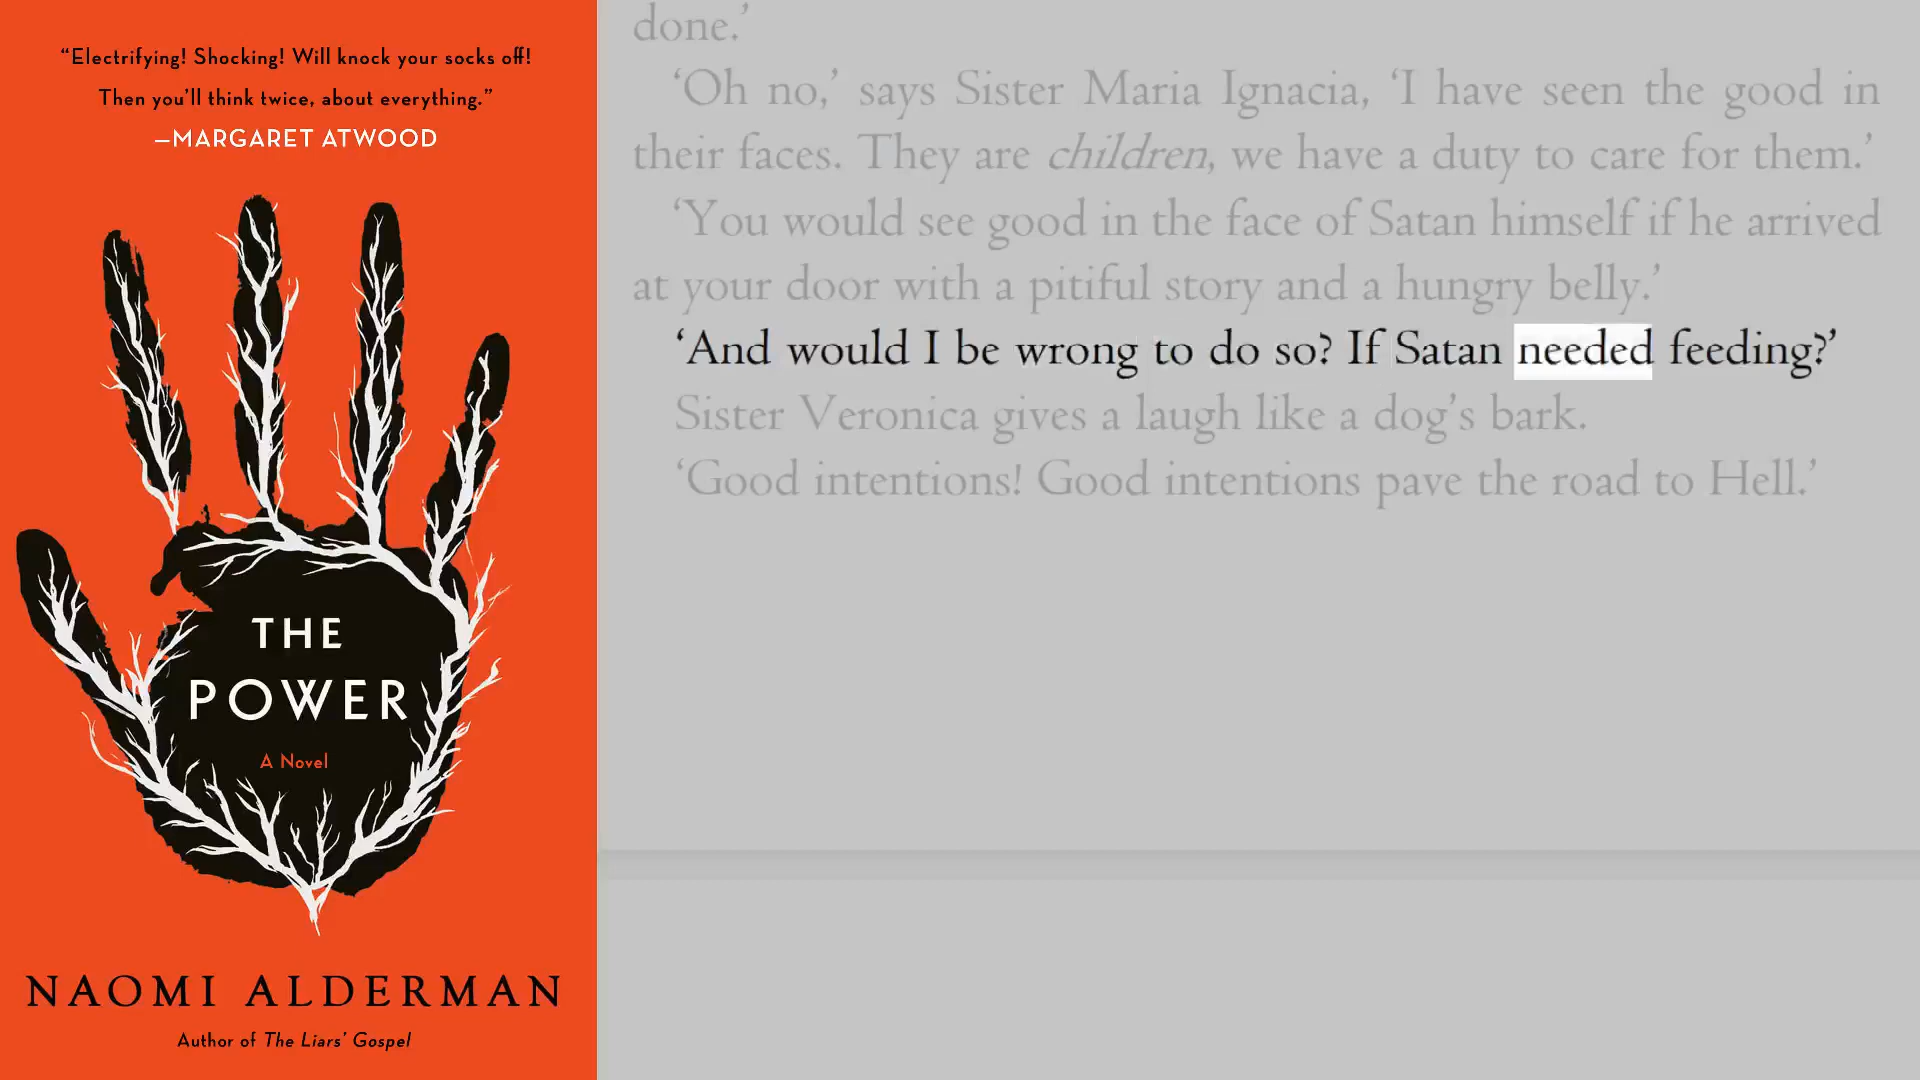 “Electrifying! Shocking! Will knock your socks off!
Then you’ll think twice, about everything.”
—MARGARET ATWOOD
THE
POWER
A Novel
NAOMI ALDERMAN
Author of The Liars’ Gospel
done.’
‘Oh no,’ says Sister Maria Ignacia, ‘I have seen the good in
their faces. They are children, we have a duty to care for them.’
‘You would see good in the face of Satan himself if he arrived
at your door with a pitiful story and a hungry belly.’
‘And would I be wrong to do so? If Satan needed feeding?’
Sister Veronica gives a laugh like a dog’s bark.
‘Good intentions! Good intentions pave the road to Hell.’